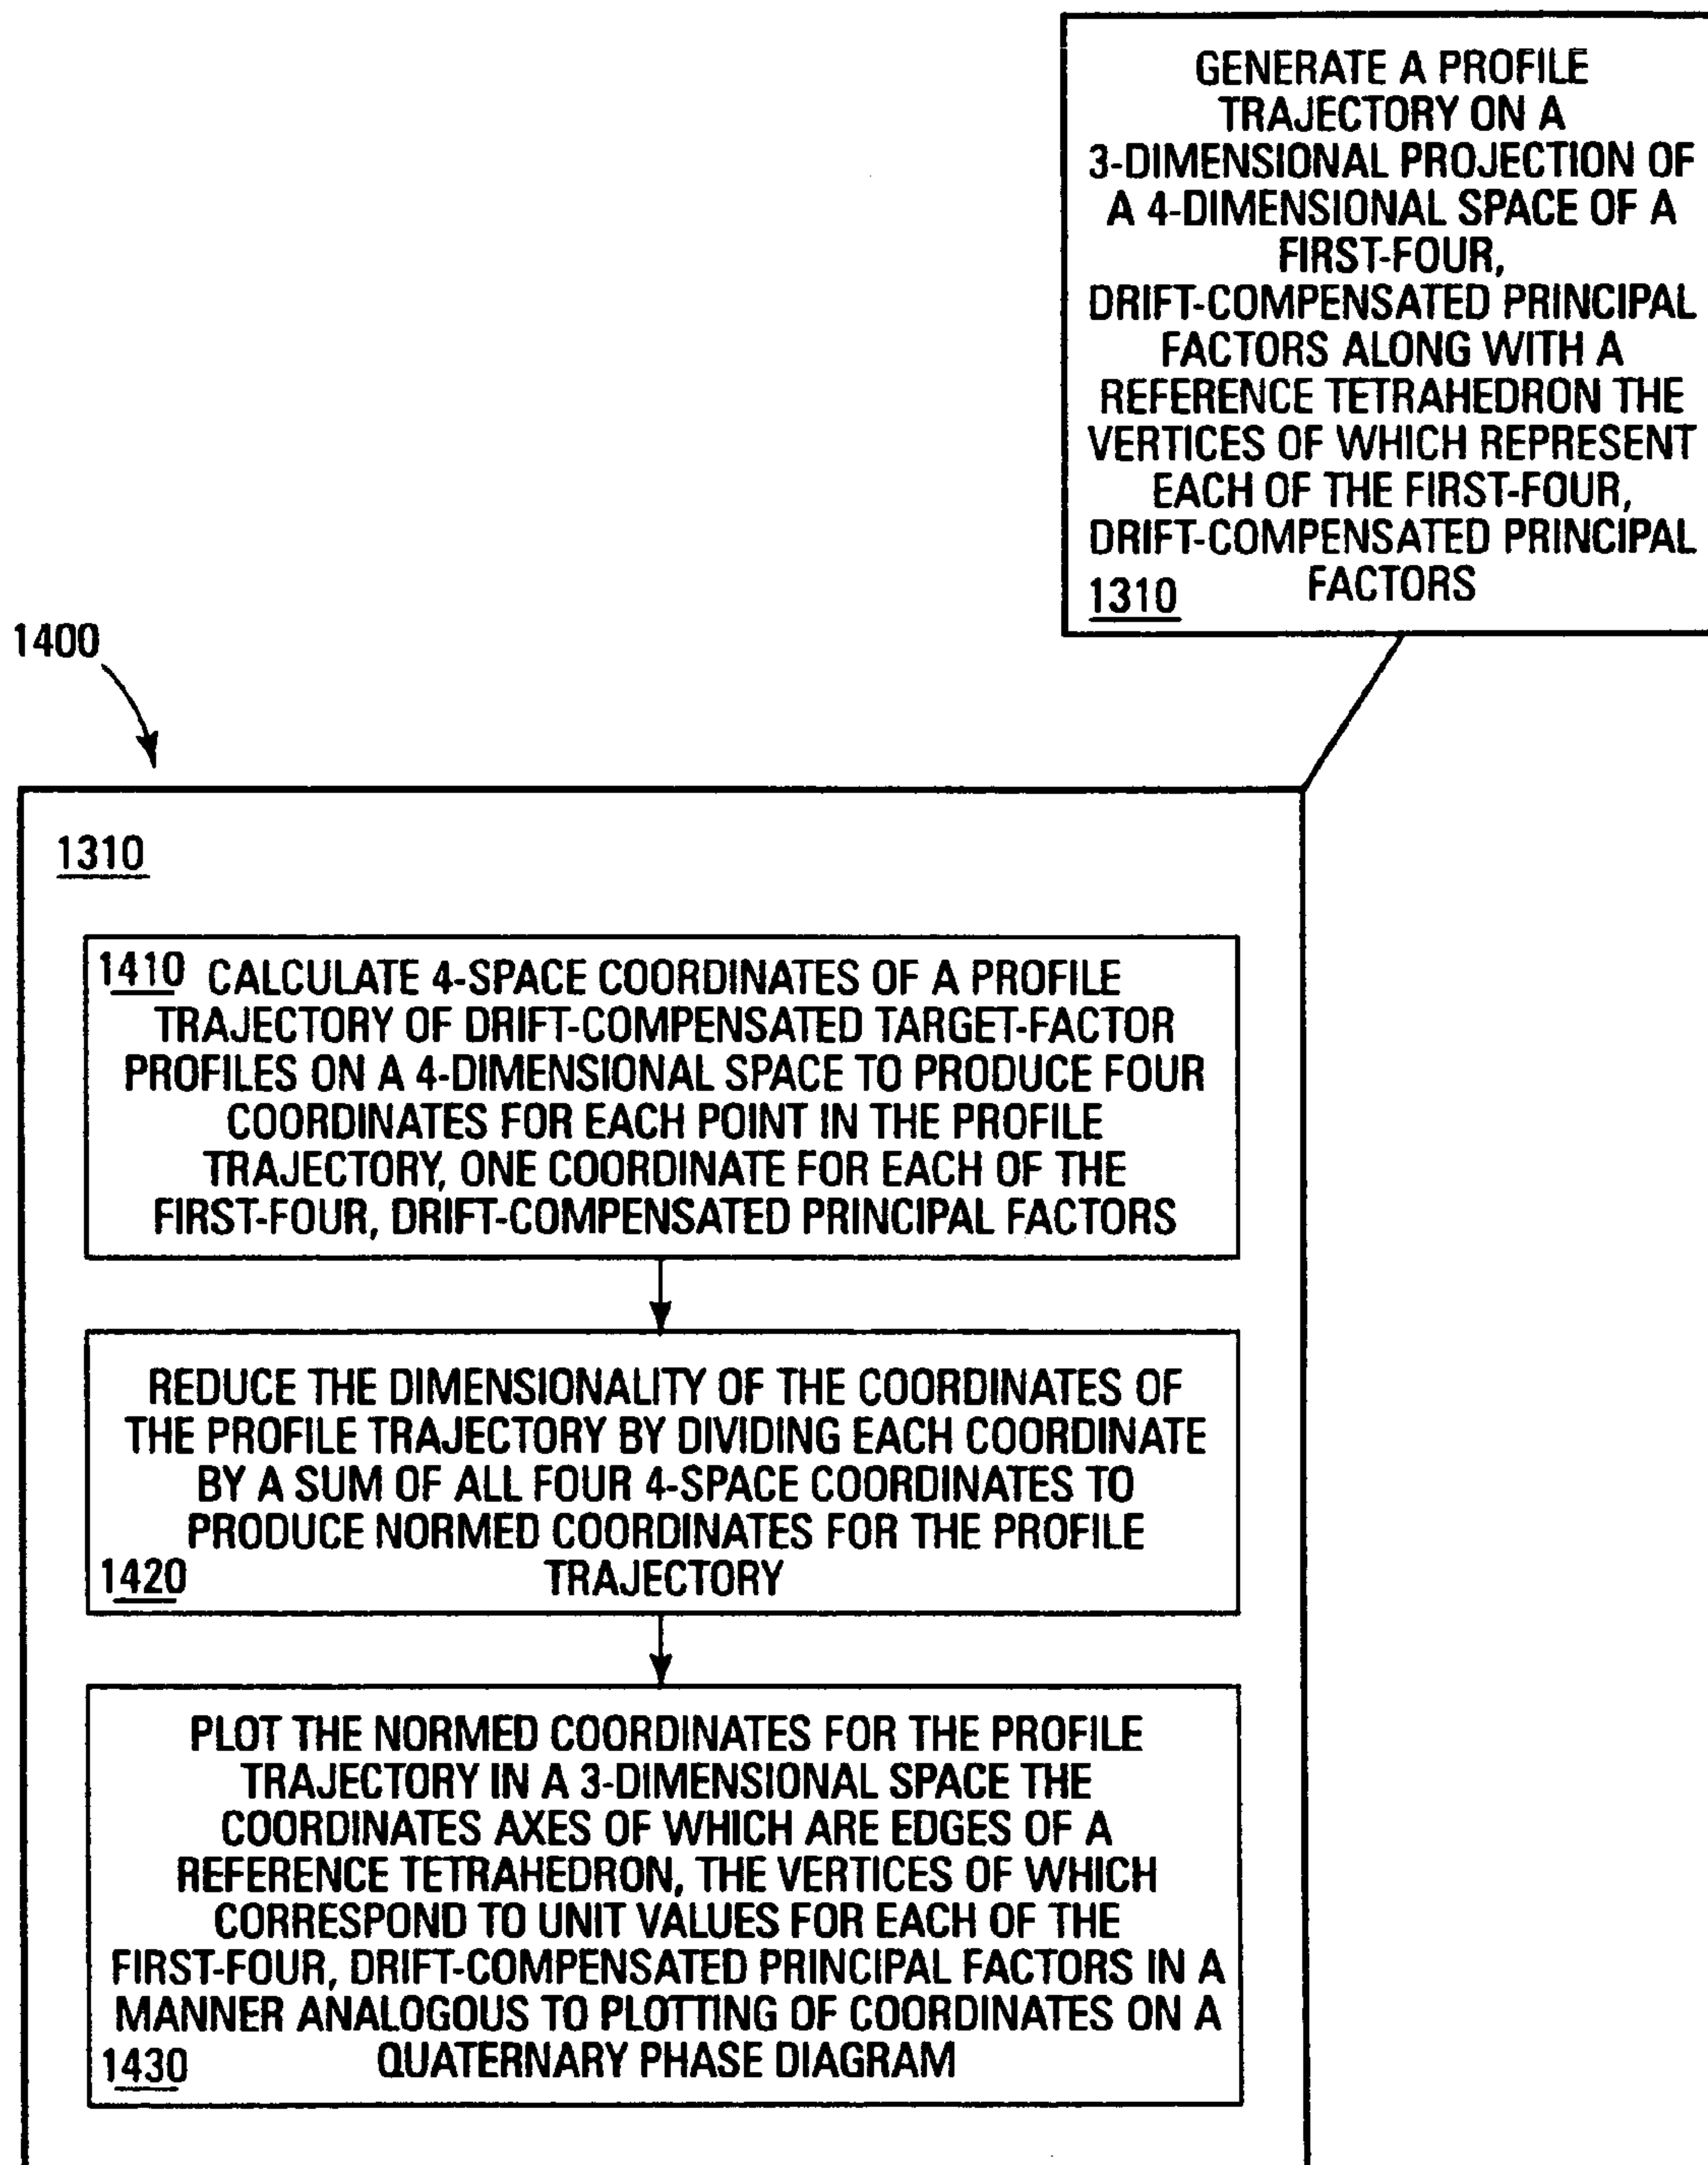 GENERATE A PROFILE
TRAJECTORY ON A
3-DIMENSIONAL PROJECTION OF
A 4-DIMENSIONAL SPACE OF A
FIRST-FOUR,
DRIFT-COMPENSATED PRINCIPAL
FACTORS ALONG WITH A
REFERENCE TETRAHEDRON THE
VERTICES OF WHICH REPRESENT
EACH OF THE FIRST-FOUR,
DRIFT-COMPENSATED PRINCIPAL
1310 FACTORS
1400
1310
1410 CALCULATE 4-SPACE COORDINATES OF A PROFILE
TRAJECTORY OF DRIFT-COMPENSATED TARGET-FACTOR
PROFILES ON A 4-DIMENSIONAL SPACE TO PRODUCE FOUR
COORDINATES FOR EACH POINT IN THE PROFILE
TRAJECTORY, ONE COORDINATE FOR EACH OF THE
FIRST-FOUR, DRIFT-COMPENSATED PRINCIPAL FACTORS
REDUCE THE DIMENSIONALITY OF THE COORDINATES OF
THE PROFILE TRAJECTORY BY DIVIDING EACH COORDINATE
BY A SUM OF ALL FOUR 4-SPACE COORDINATES TO
PRODUCE NORMED COORDINATES FOR THE PROFILE
1420 TRAJECTORY
PLOT THE NORMED COORDINATES FOR THE PROFILE
TRAJECTORY IN A 3-DIMENSIONAL SPACE THE
COORDINATES AXES OF WHICH ARE EDGES OF A
REFERENCE TETRAHEDRON, THE VERTICES OF WHICH
CORRESPOND TO UNIT VALUES FOR EACH OF THE
FIRST-FOUR, DRIFT-COMPENSATED PRINCIPAL FACTORS IN A
MANNER ANALOGOUS TO PLOTTING OF COORDINATES ON A
1430 QUATERNARY PHASE DIAGRAM